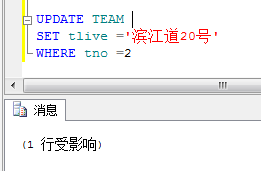 UPDATE TEAM
SET tlive ='滨江道20号'
WHERE tno =2
消息
(1 行受影响)